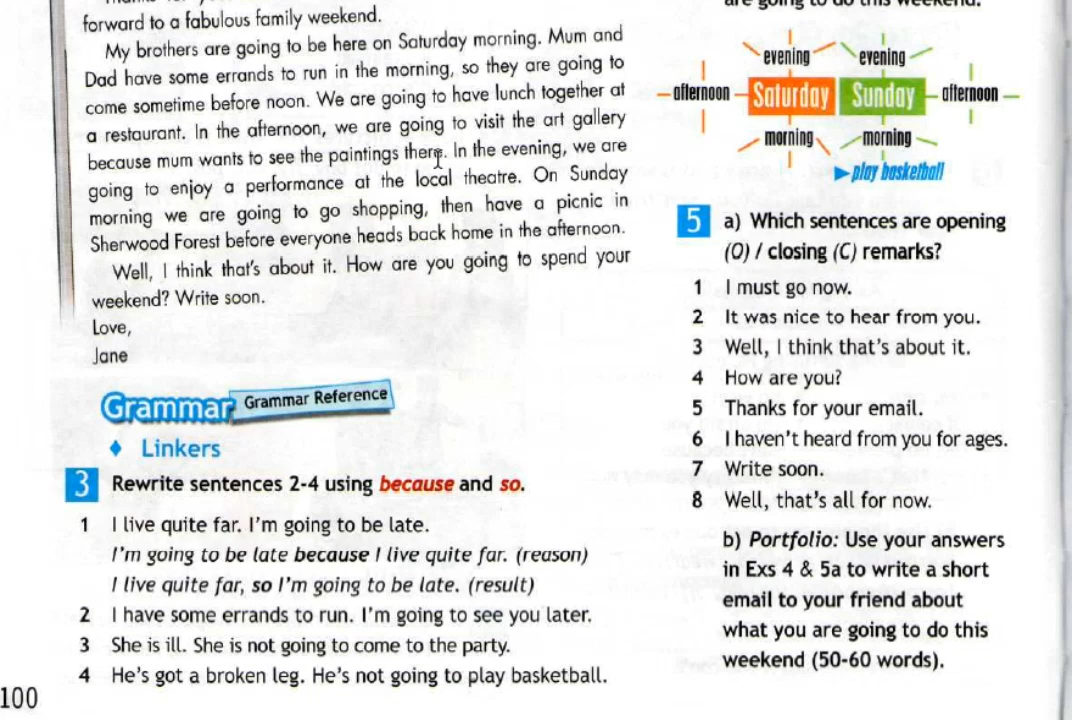 forward to a fabulous family weekend.
My brothers are going to be here on Saturday morning. Mum and
Dad have some errands to run in the morning, so they are going to
come sometime before noon. We are going to have lunch together at
a restaurant. In the afternoon, we are going to visit the art gallery
because mum wants to see the paintings there. In the evening, we are
going to enjoy a performance at the local theatre. On Sunday
morning we are going to go shopping, then have a picnic in
Sherwood Forest before everyone heads back home in the afternoon.
Well, I think that's about it. How are you going to spend your
weekend? Write soon.
Love,
Jane
Grammar Grammar Reference
♦ Linkers
3 Rewrite sentences 2-4 using because and so.
1 I live quite far. I'm going to be late.
I'm going to be late because I live quite far. (reason)
I live quite far, so I'm going to be late. (result)
2 I have some errands to run. I'm going to see you later.
3 She is ill. She is not going to come to the party.
4 He's got a broken leg. He's not going to play basketball.
100
are going to do this weekend.
evening evening
afternoon Saturday Sunday afternoon
morning morning
play basketball
5 a) Which sentences are opening
(O) / closing (C) remarks?
1 I must go now.
2 It was nice to hear from you.
3 Well, I think that's about it.
4 How are you?
5 Thanks for your email.
6 I haven't heard from you for ages.
7 Write soon.
8 Well, that's all for now.
b) Portfolio: Use your answers
in Exs 4 & 5a to write a short
email to your friend about
what you are going to do this
weekend (50-60 words).